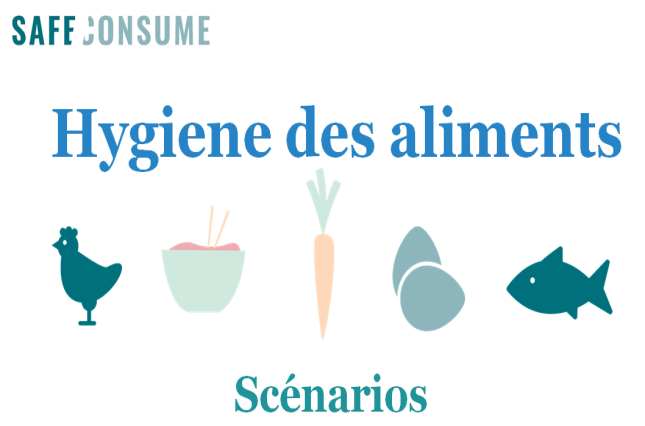 SAFECONSUME
Hygiene des aliments
Scénarios